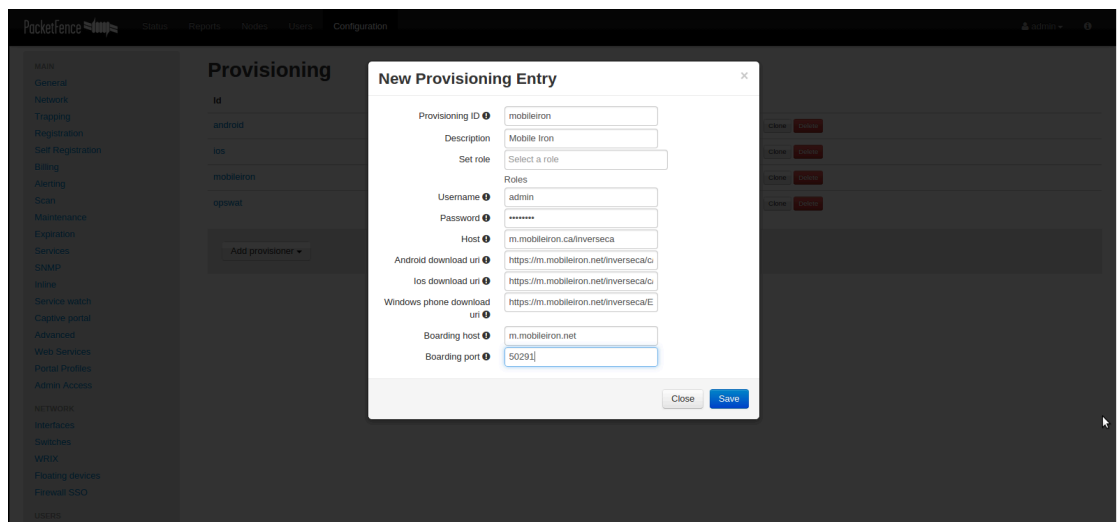 PacketFence Status Reports Nodes Users Configuration admin
MAIN
General
Network
Trapping
Registration
Self Registration
Billing
Alerting
Scan
Maintenance
Expiration
Services
SNMP
Inline
Service watch
Captive portal
Advanced
Web Services
Portal Profiles
Admin Access
NETWORK
Interfaces
Switches
WRIX
Floating devices
Firewall SSO
USERS
Provisioning
Id
android Clone Delete
ios Clone Delete
mobileiron Clone Delete
opswat Clone Delete
Add provisioner
New Provisioning Entry ×
Provisioning ID mobileiron
Description Mobile Iron
Set role Select a role
Roles
Username admin
Password ••••••••
Host m.mobileiron.ca/inverseca
Android download uri https://m.mobileiron.net/inverseca/c
Ios download uri https://m.mobileiron.net/inverseca/c
Windows phone download https://m.mobileiron.net/inverseca/E
uri
Boarding host m.mobileiron.net
Boarding port 50291
Close Save